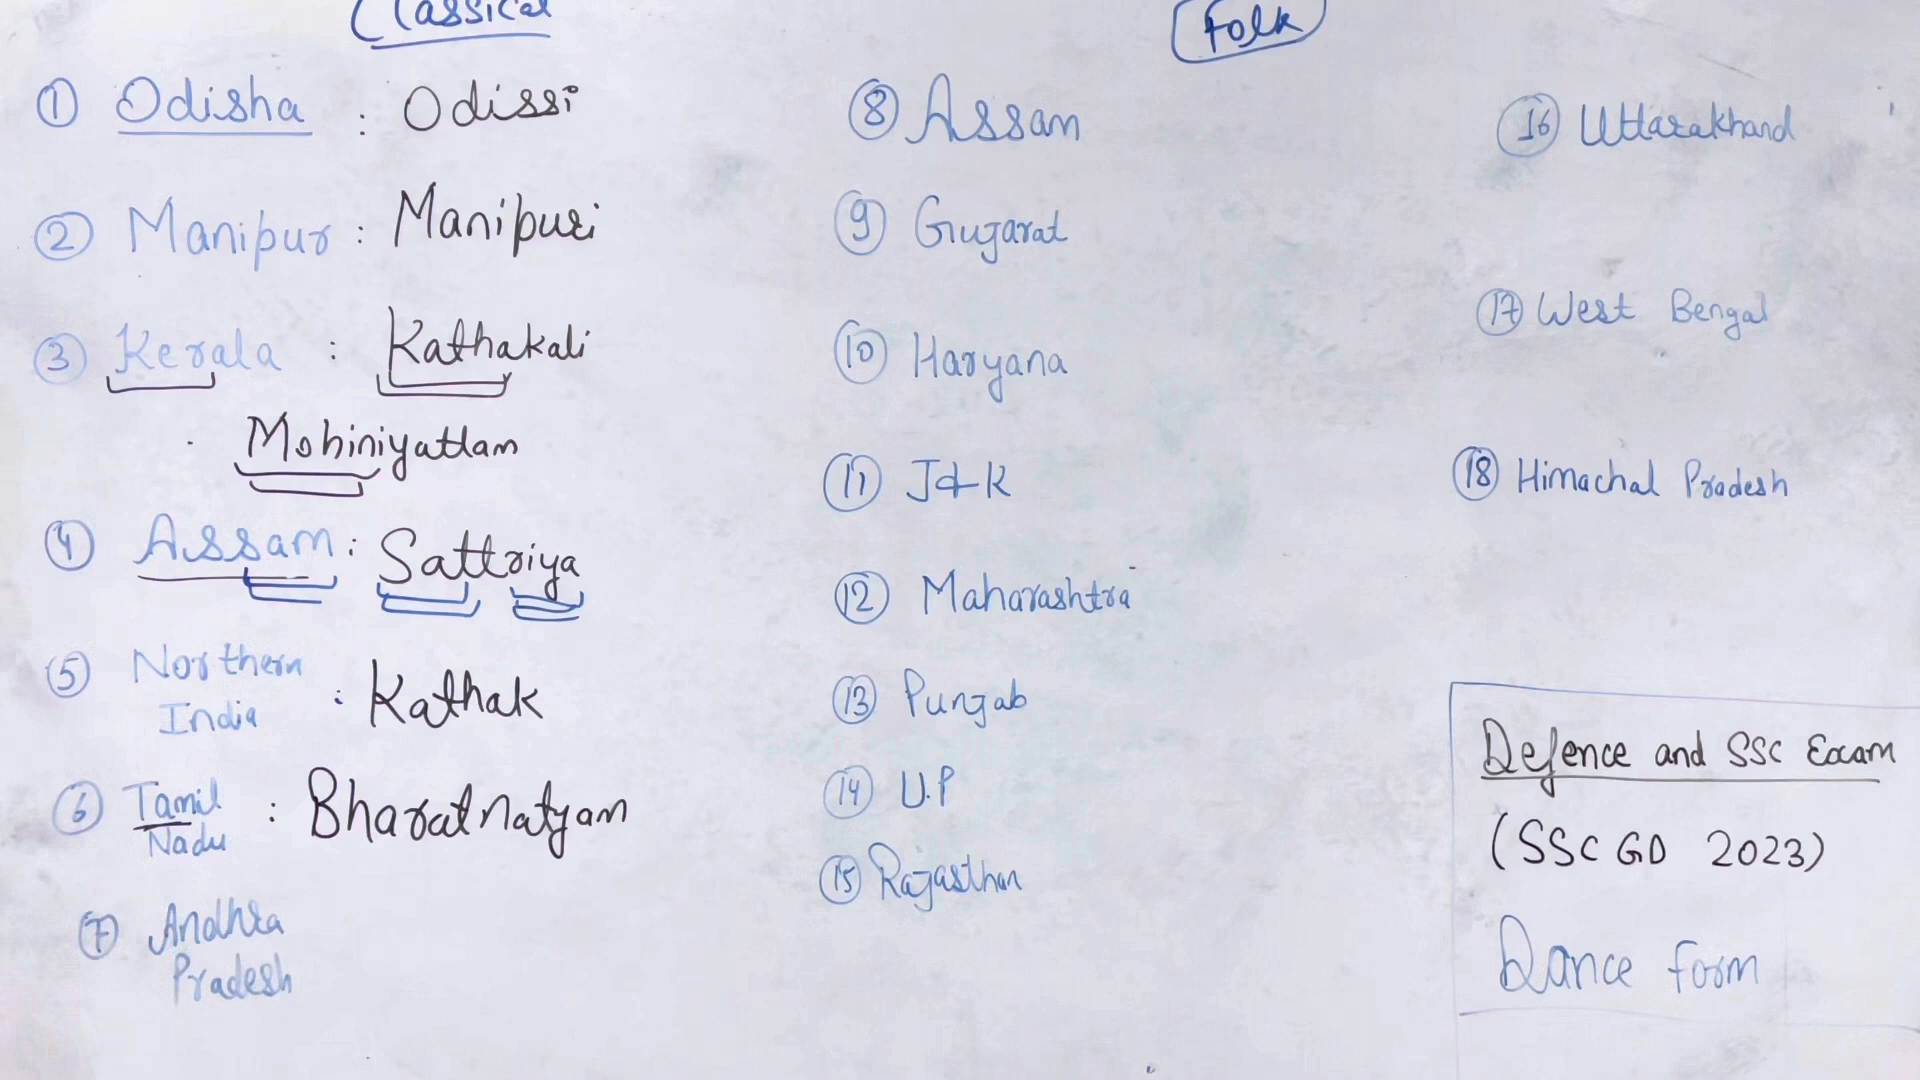 Classical
① Odisha : Odissi
② Manipur : Manipuri
③ Kerala : Kathakali
Mohiniyattam
④ Assam : Sattriya
⑤ Northern India : Kathak
⑥ Tamil Nadu : Bharatnatyam
⑦ Andhra Pradesh
Folk
⑧ Assam
⑨ Gujarat
⑩ Haryana
⑪ J&K
⑫ Maharashtra
⑬ Punjab
⑭ U.P
⑮ Rajasthan
⑯ Uttarakhand
⑰ West Bengal
⑱ Himachal Pradesh
Defence and SSC Exam
(SSC GD 2023)
Dance form